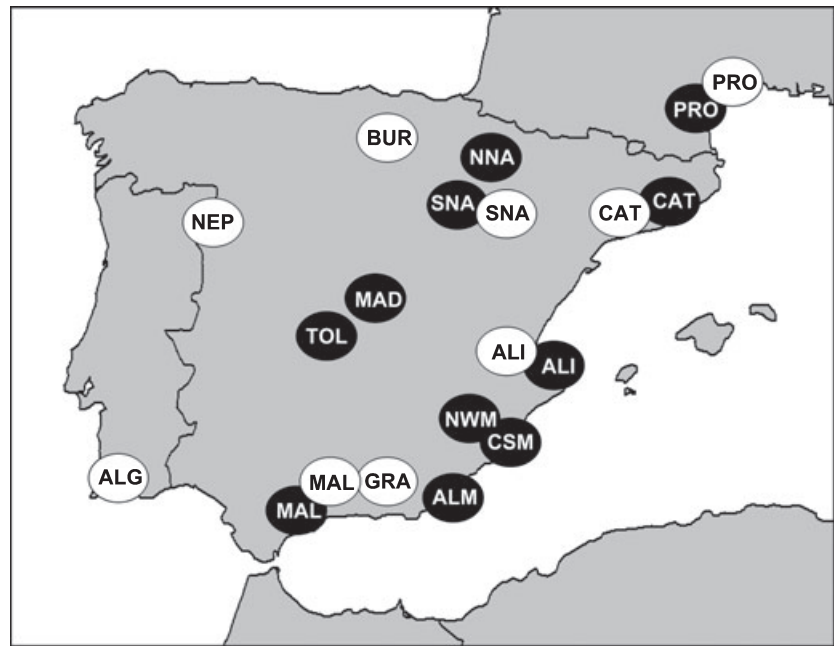 PRO
PRO
BUR
NNA
SNA
SNA
CAT
CAT
NEP
MAD
TOL
ALI
ALI
NWM
CSM
ALG
MAL
GRA
ALM
MAL